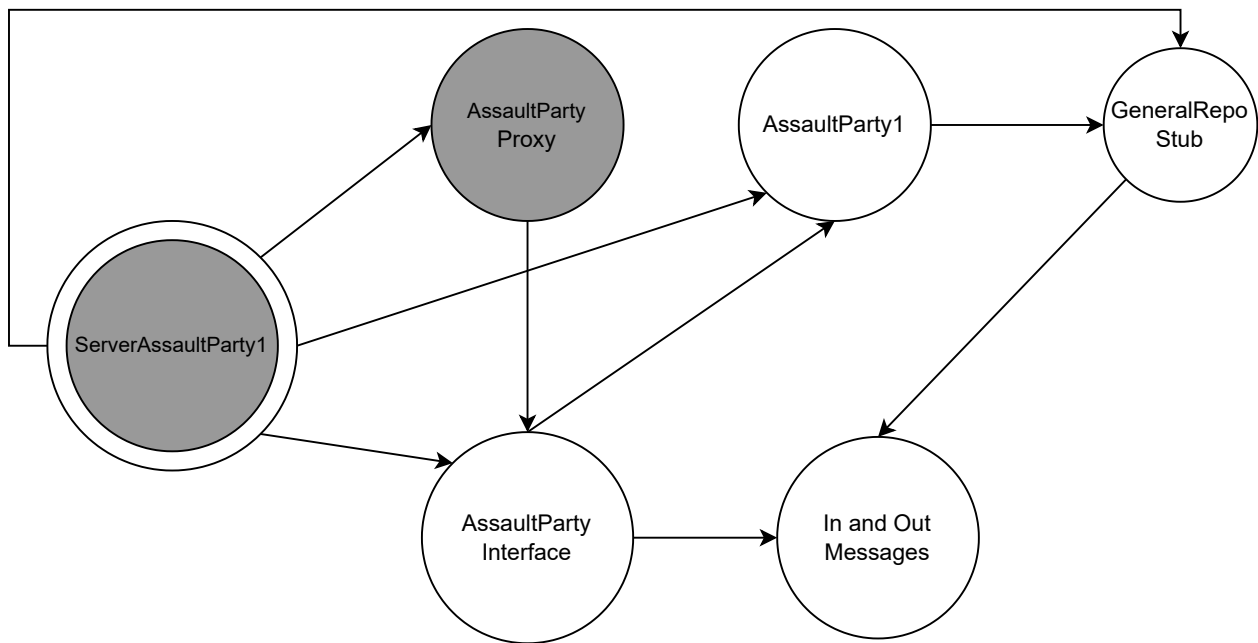 AssaultParty
Proxy
AssaultParty1
GeneralRepo
Stub
ServerAssaultParty1
AssaultParty
Interface
In and Out
Messages